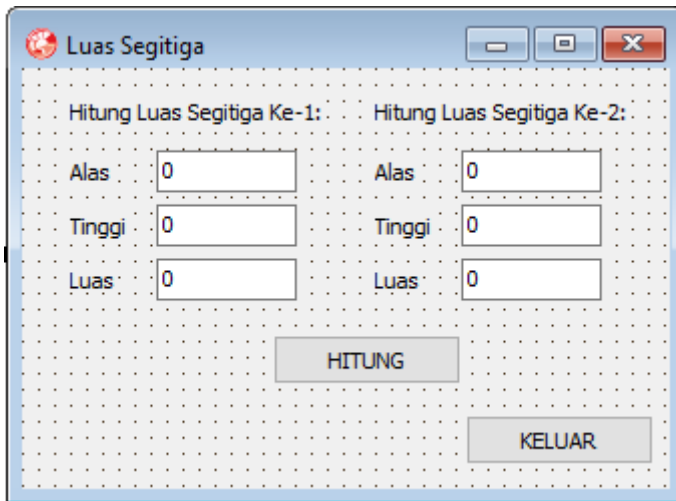 Luas Segitiga
Hitung Luas Segitiga Ke-1: Hitung Luas Segitiga Ke-2:
Alas 0 Alas 0
Tinggi 0 Tinggi 0
Luas 0 Luas 0
HITUNG
KELUAR